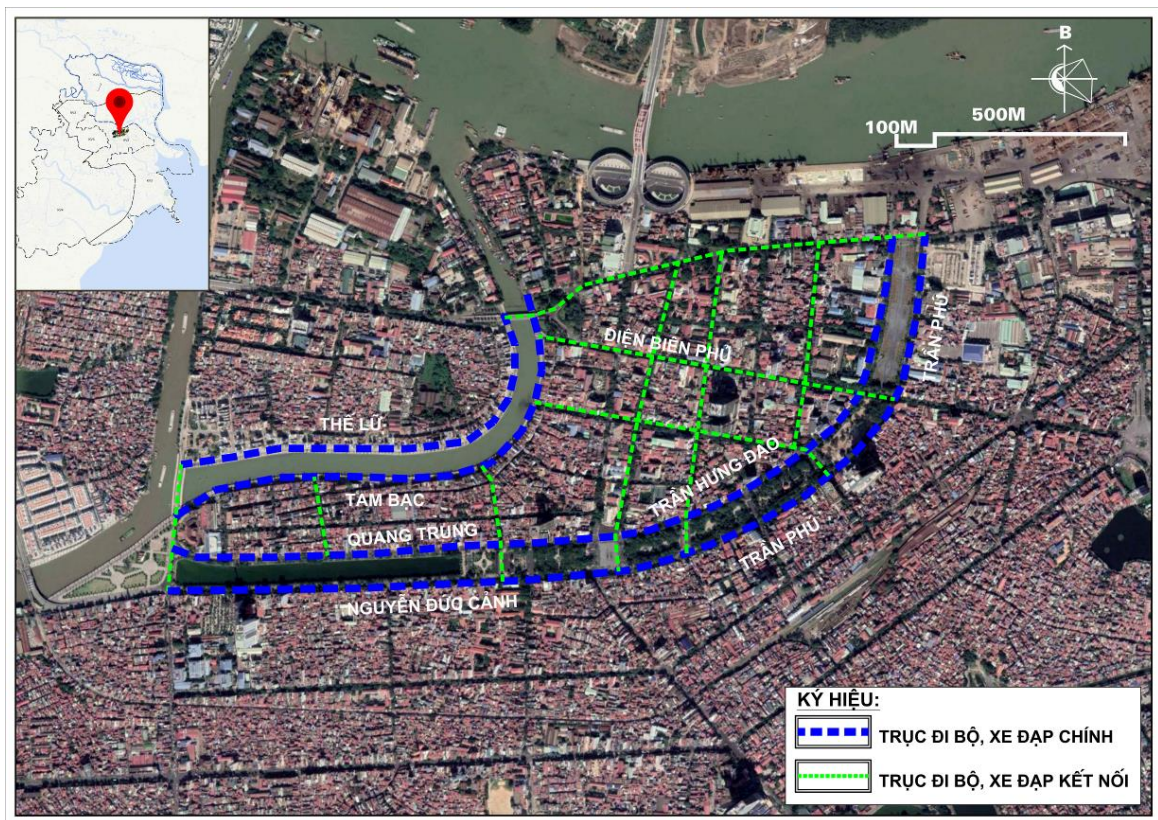 B
100M 500M
TRẦN PHÚ
ĐIỆN BIÊN PHỦ
THẾ LỮ
TRẦN HƯNG ĐẠO
TAM BẠC
QUANG TRUNG
TRẦN PHÚ
NGUYỄN ĐỨC CẢNH
KÝ HIỆU:
TRỤC ĐI BỘ, XE ĐẠP CHÍNH
TRỤC ĐI BỘ, XE ĐẠP KẾT NỐI